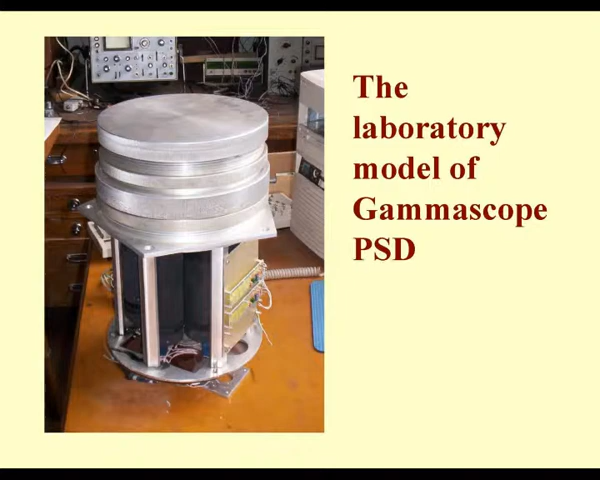 The
laboratory
model of
Gammascope
PSD